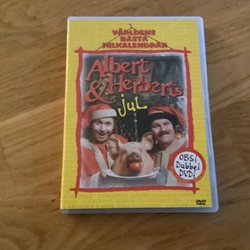 VÄRLDENS
BÄSTA
JULKALENDRAR
Albert
& Herberts
jul
OBS!
Dubbel
DVD!
DVD